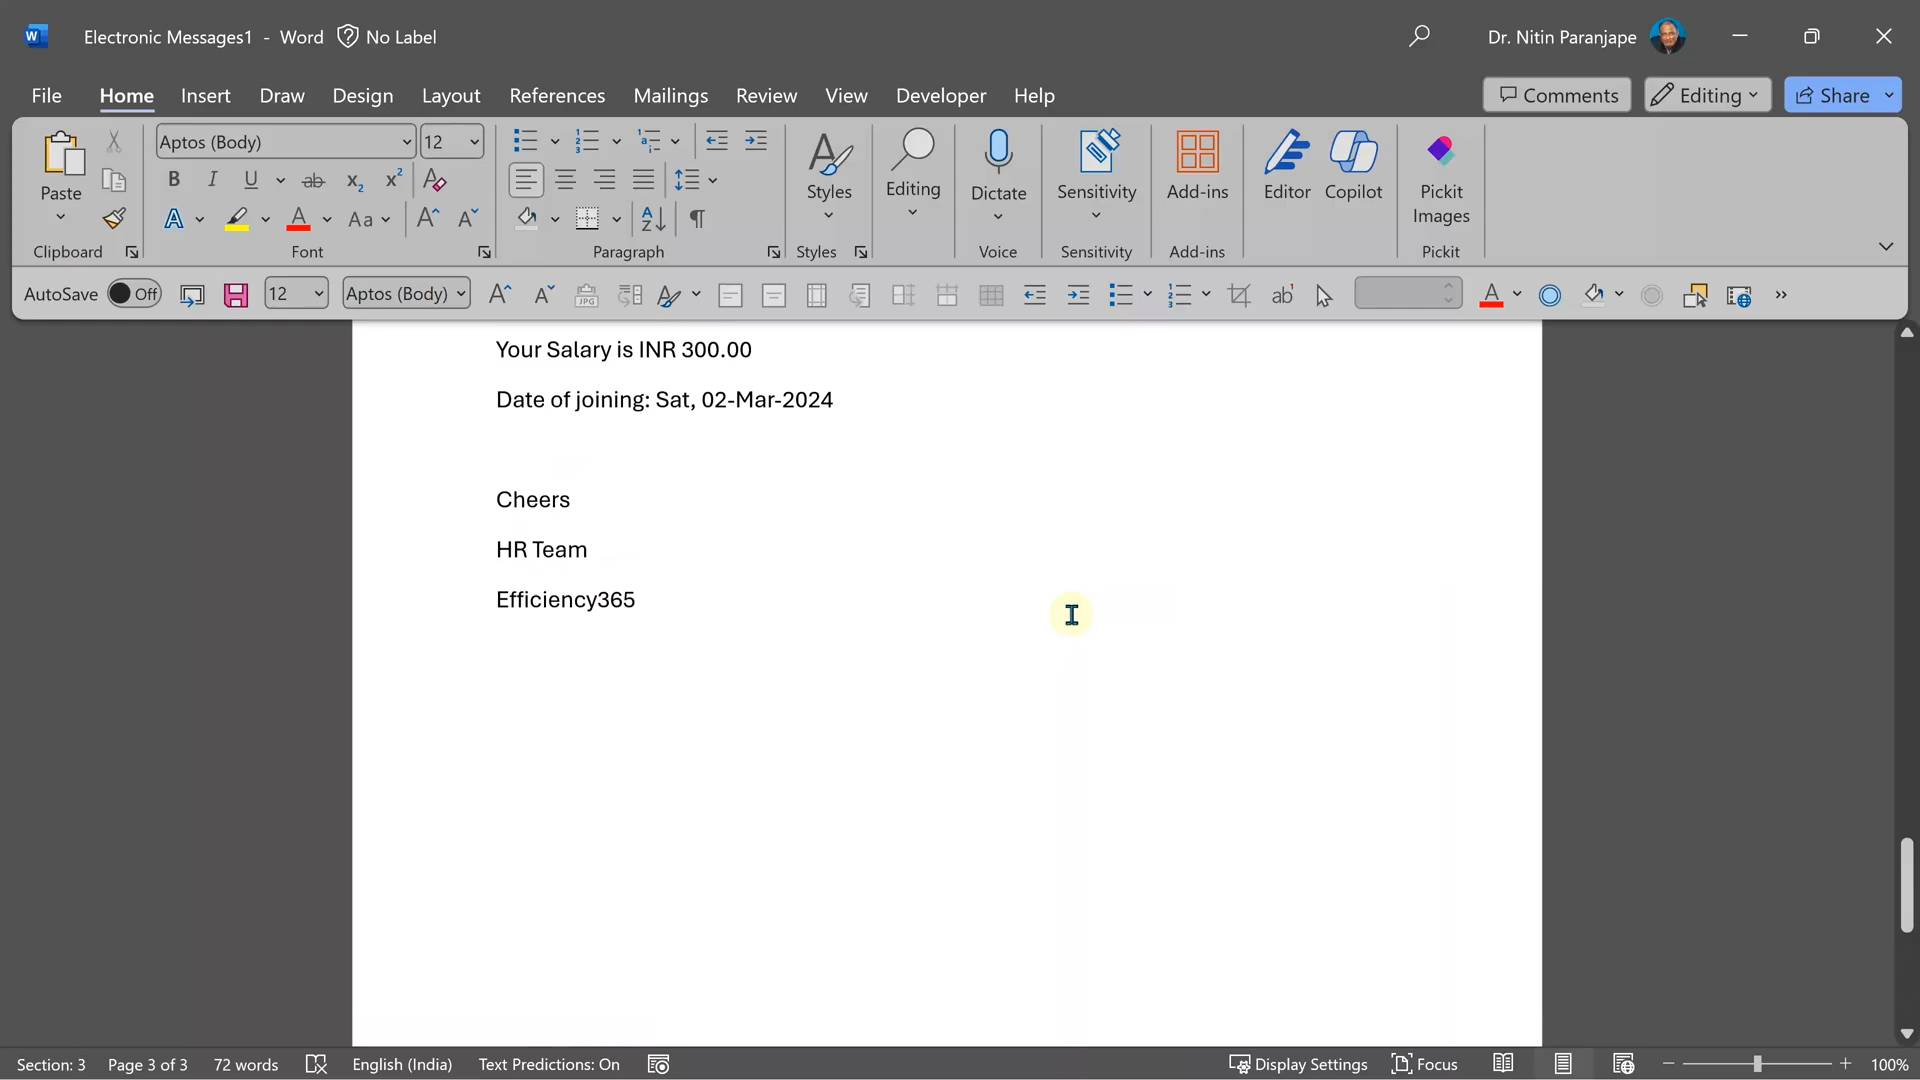 Electronic Messages1 - Word No Label
Dr. Nitin Paranjape
File Home Insert Draw Design Layout References Mailings Review View Developer Help
Comments Editing Share
Aptos (Body) 12
Paste
Styles
Editing
Dictate
Sensitivity
Add-ins
Editor
Copilot
Pickit
Images
Clipboard Font Paragraph Styles Voice Sensitivity Add-ins Pickit
AutoSave Off 12 Aptos (Body)
Your Salary is INR 300.00
Date of joining: Sat, 02-Mar-2024
Cheers
HR Team
Efficiency365
Section: 3 Page 3 of 3 72 words English (India) Text Predictions: On Display Settings Focus 100%